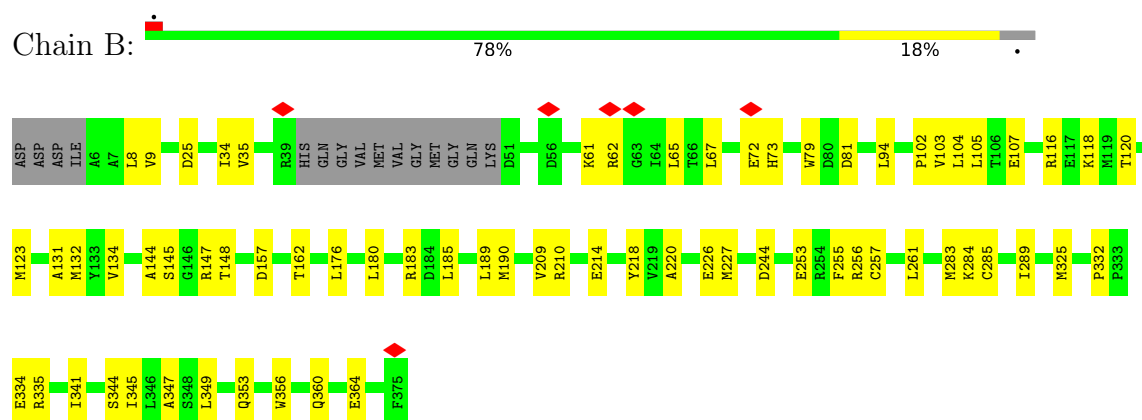 Chain B:
78% 18%
ASP ASP ASP ILE A6 A7 L8 V9 D25 I34 V35 R39 HIS GLN GLY VAL MET VAL GLY MET GLY GLN LYS D51 D56 K61 R62 G63 I64 L65 T66 L67 E72 H73 W79 D80 D81 L94 P102 V103 L104 L105 T106 E107 R116 E117 K118 M119 T120
M123 A131 M132 Y133 V134 A144 S145 G146 R147 T148 D157 T162 L176 L180 R183 D184 L185 L189 M190 V209 R210 E214 Y218 V219 A220 E226 M227 D244 E253 R254 F255 R256 C257 L261 M283 K284 C285 I289 M325 P332 P333
E334 R335 I341 S344 I345 L346 A347 S348 L349 Q353 W356 Q360 E364 F375